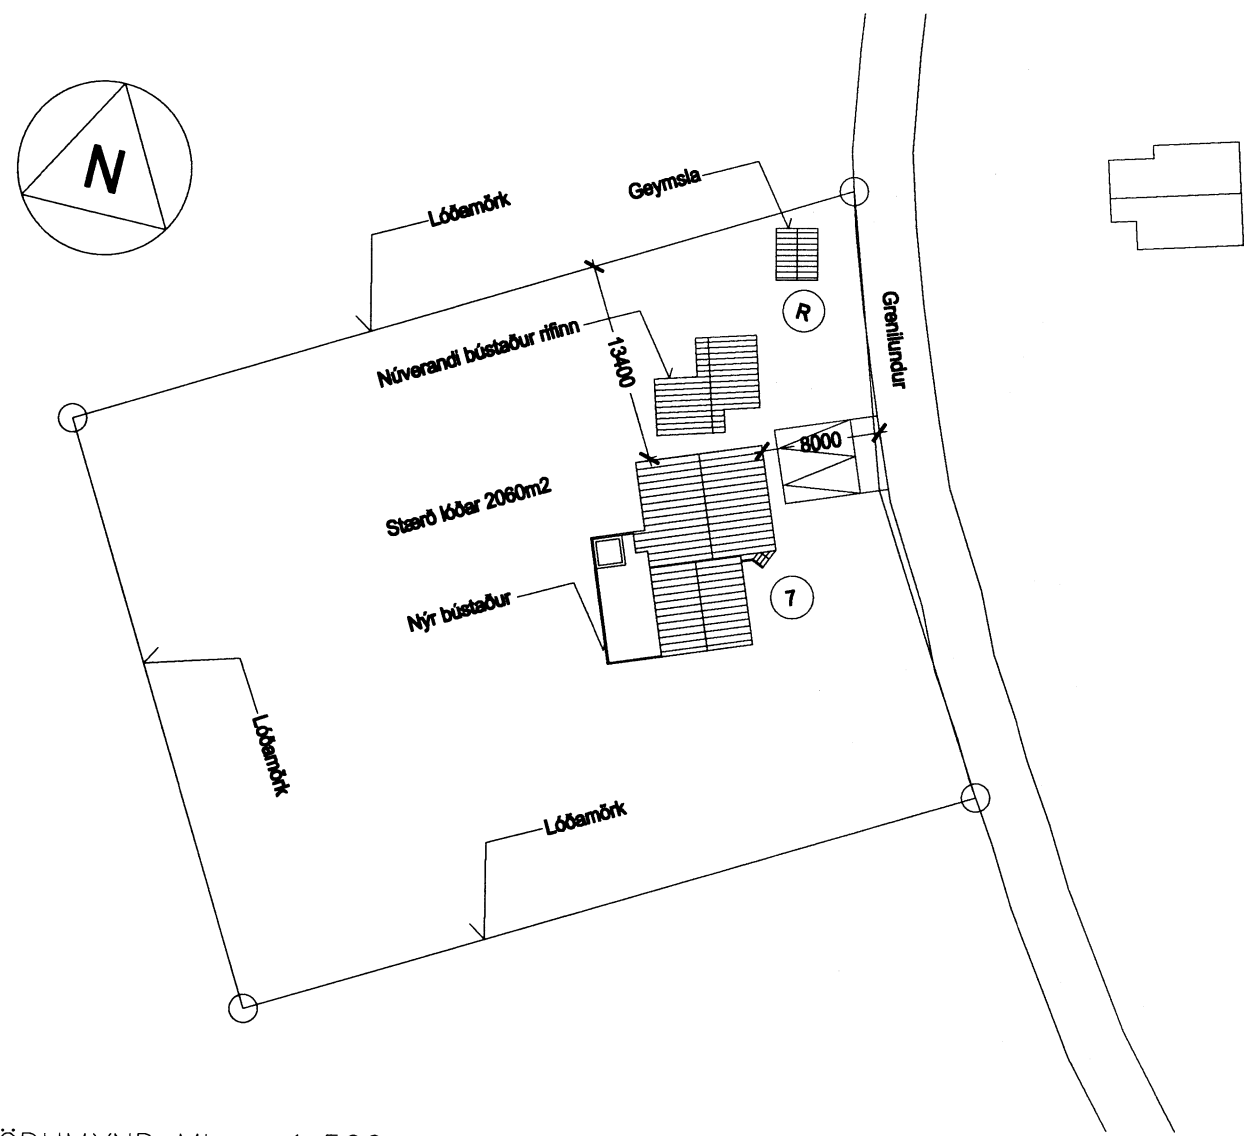 N
Lóðamörk
Geymsla
R
Grenilundur
Núverandi bústaður rifinn
13400
8000
Stærð lóðar 2060m2
Nýr bústaður
7
Lóðamörk
Lóðamörk